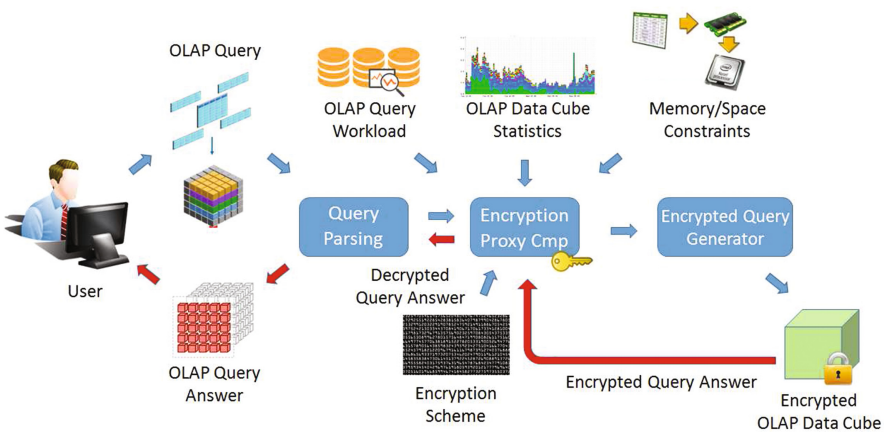 OLAP Query
OLAP Query
Workload
OLAP Data Cube
Statistics
Memory/Space
Constraints
Query
Parsing
Encryption
Proxy Cmp
Encrypted Query
Generator
User
Decrypted
Query Answer
OLAP Query
Answer
Encryption
Scheme
Encrypted Query Answer
Encrypted
OLAP Data Cube